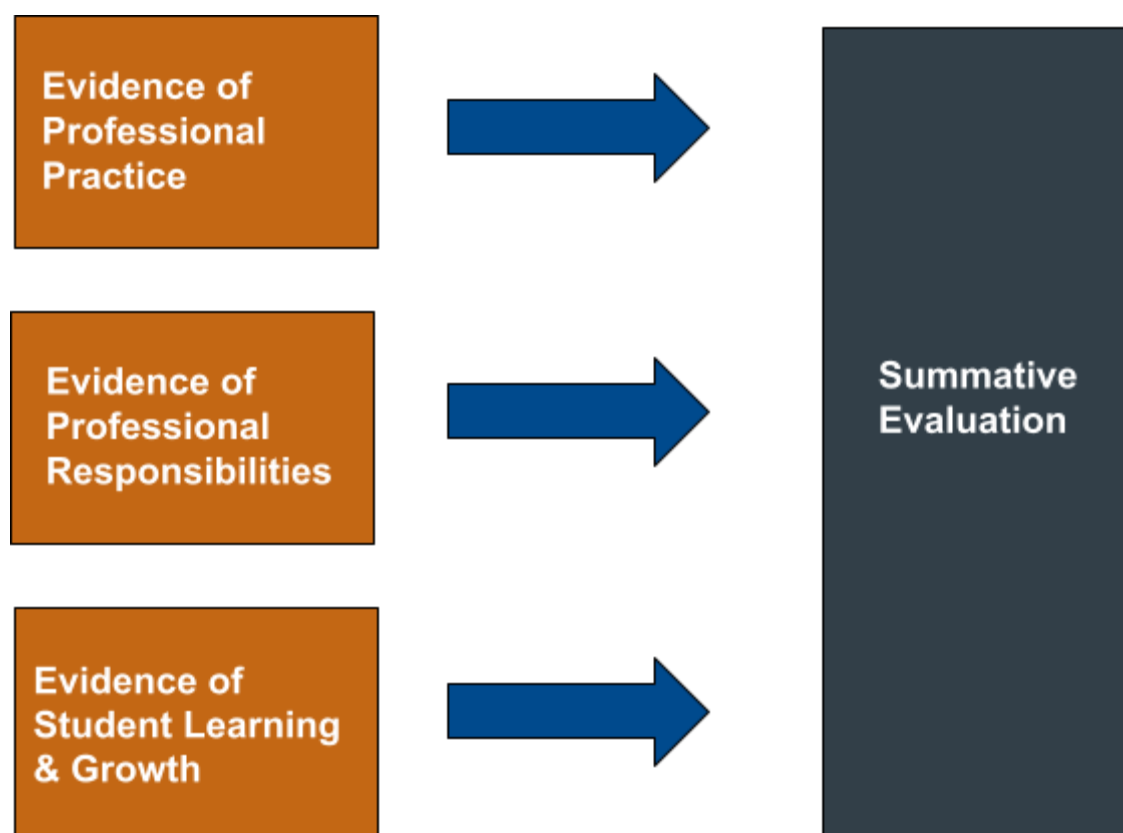 Evidence of
Professional
Practice
Evidence of
Professional
Responsibilities
Evidence of
Student Learning
& Growth
Summative
Evaluation